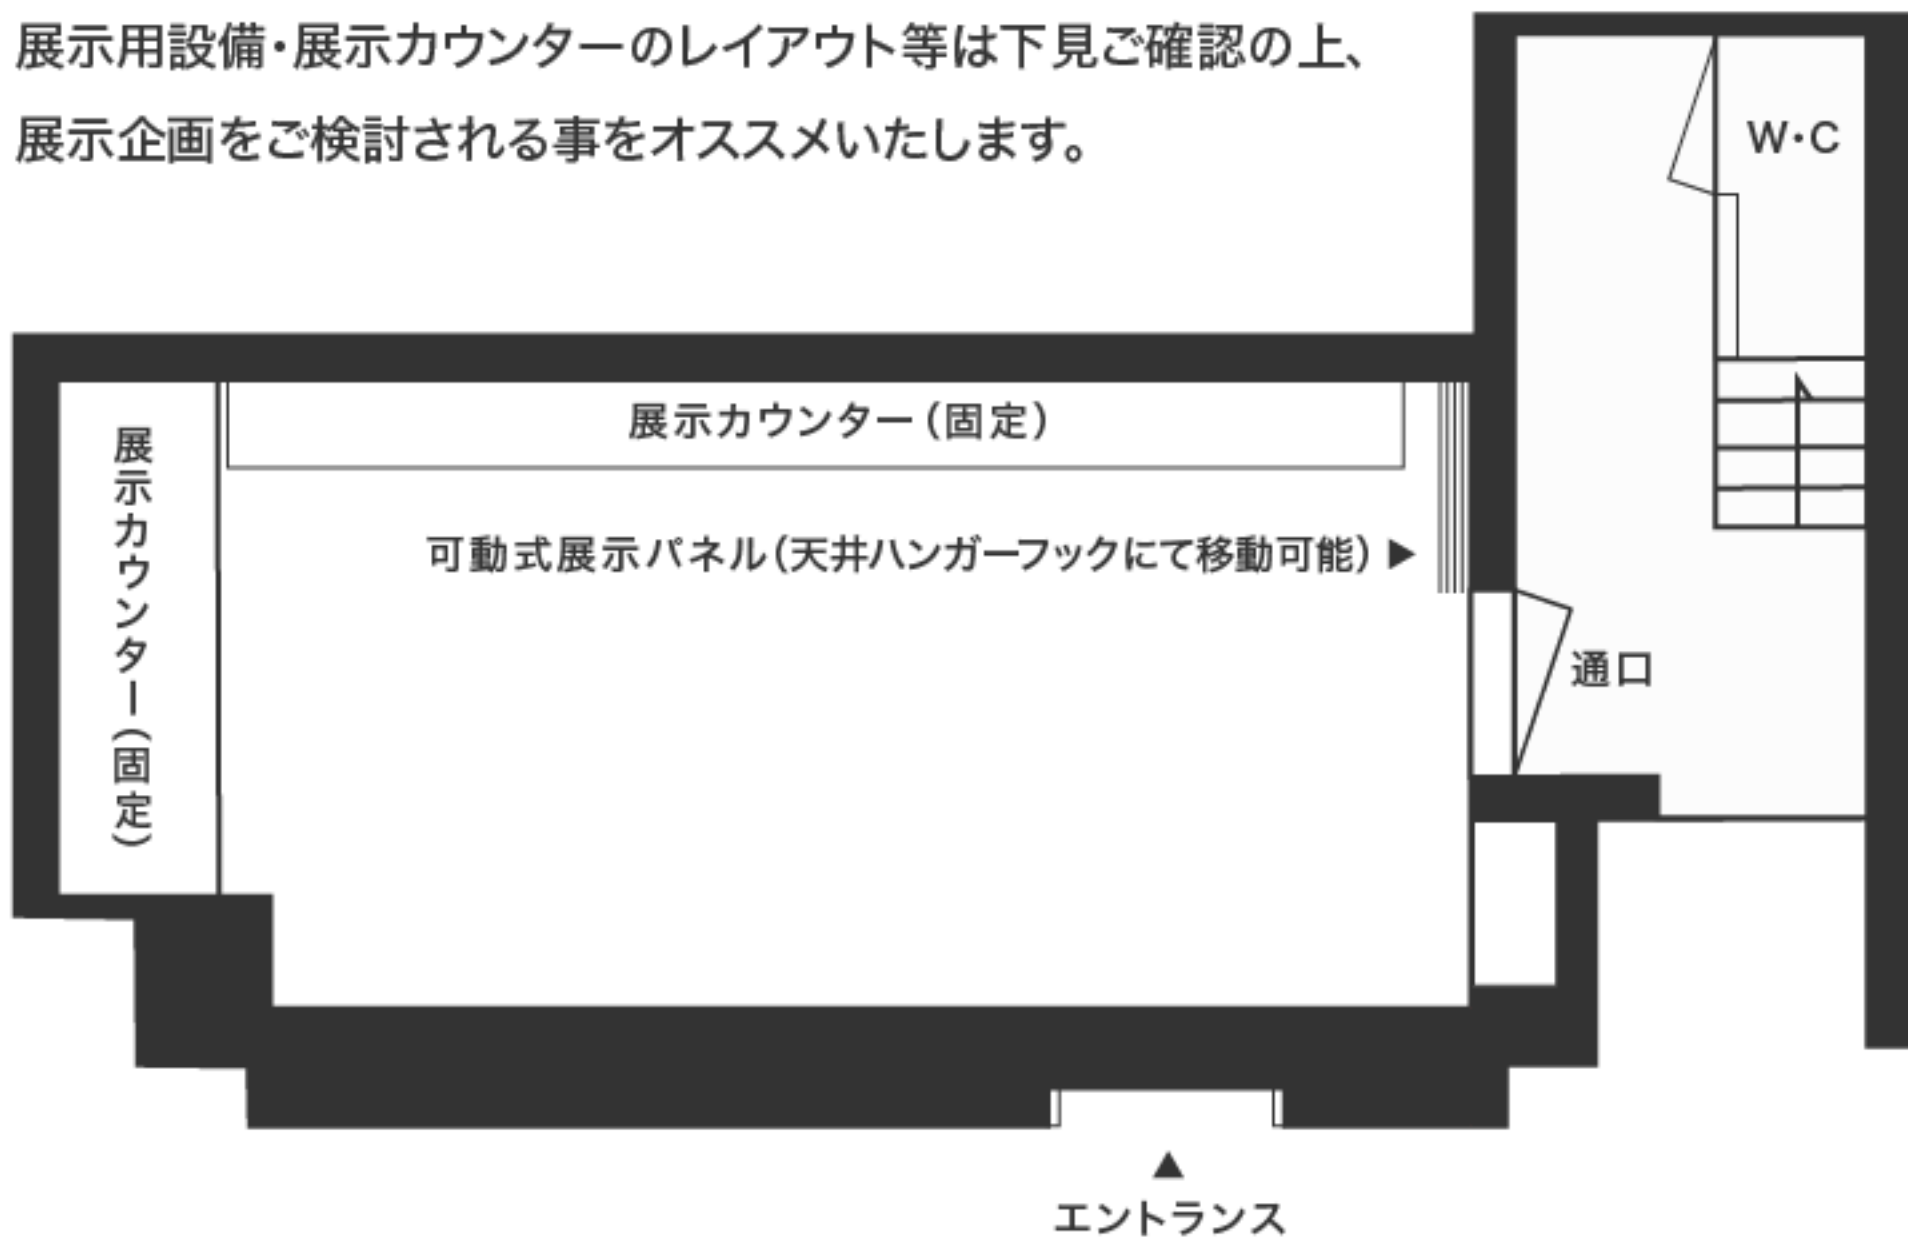 展示用設備・展示カウンターのレイアウト等は下見ご確認の上、
展示企画をご検討される事をオススメいたします。
W・C
展示カウンター（固定）
展示カウンター（固定）
可動式展示パネル（天井ハンガーフックにて移動可能）▶
通口
▲
エントランス